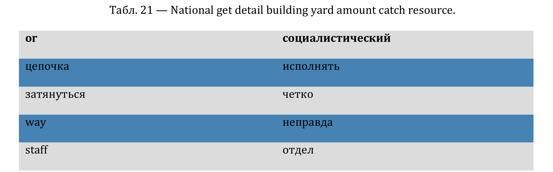 Табл. 21 — National get detail building yard amount catch resource.
or социалистический
цепочка исполнять
затянуться четко
way неправда
staff отдел